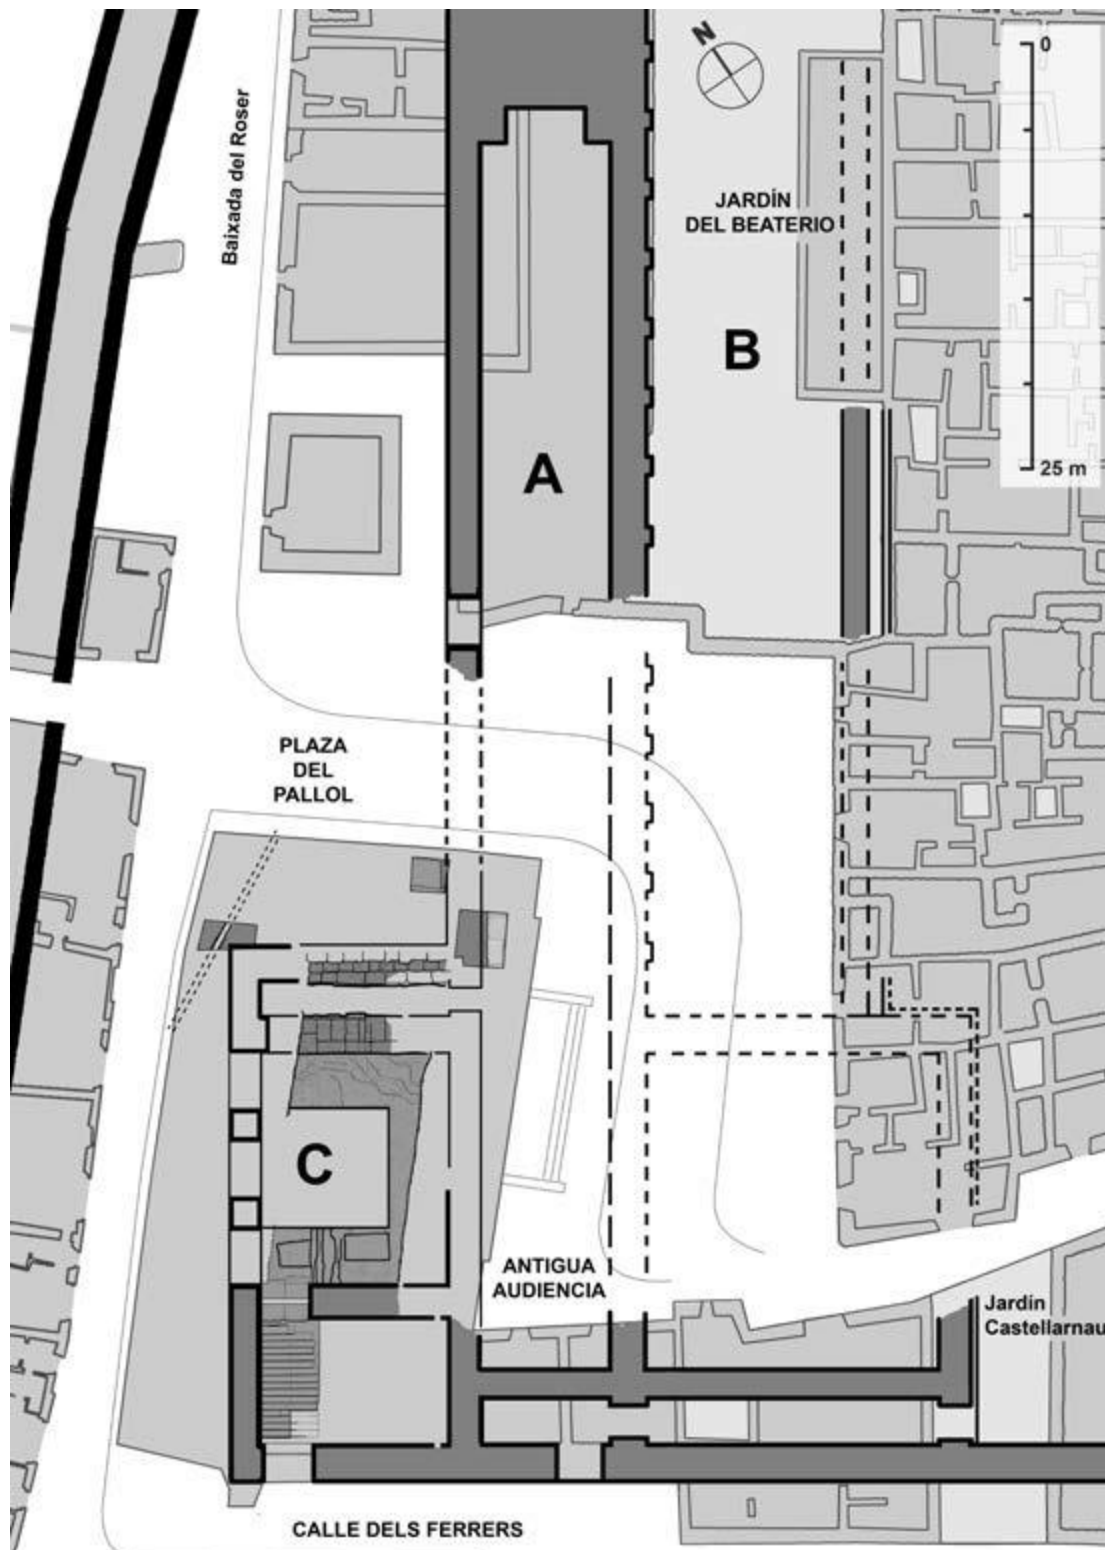 N
0
Baixada del Roser
JARDÍN
DEL BEATERIO
B
A
25 m
PLAZA
DEL
PALLOL
C
ANTIGUA
AUDIENCIA
Jardín
Castellarnau
CALLE DELS FERRERS